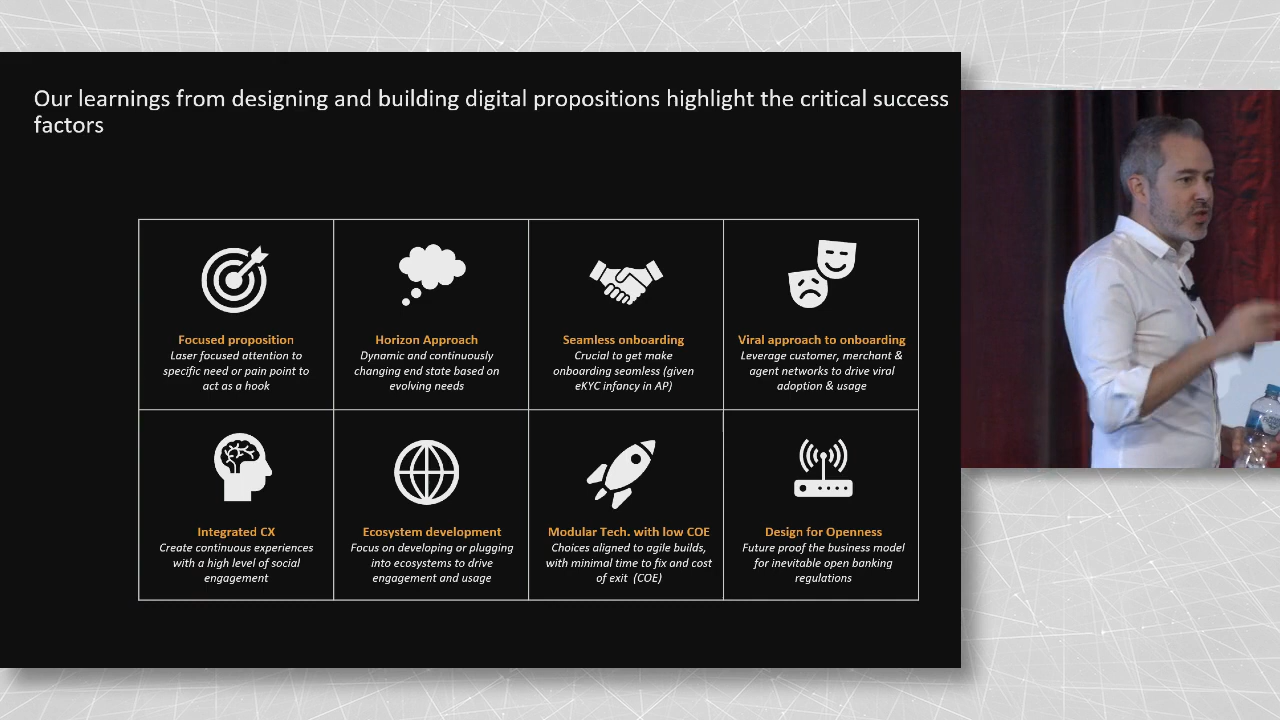 Our learnings from designing and building digital propositions highlight the critical success
factors
Focused proposition
Laser focused attention to
specific need or pain point to
act as a hook
Horizon Approach
Dynamic and continuously
changing end state based on
evolving needs
Seamless onboarding
Crucial to get make
onboarding seamless (given
eKYC infancy in AP)
Viral approach to onboarding
Leverage customer, merchant &
agent networks to drive viral
adoption & usage
Integrated CX
Create continuous experiences
with a high level of social
engagement
Ecosystem development
Focus on developing or plugging
into ecosystems to drive
engagement and usage
Modular Tech. with low COE
Choices aligned to agile builds,
with minimal time to fix and cost
of exit (COE)
Design for Openness
Future proof the business model
for inevitable open banking
regulations